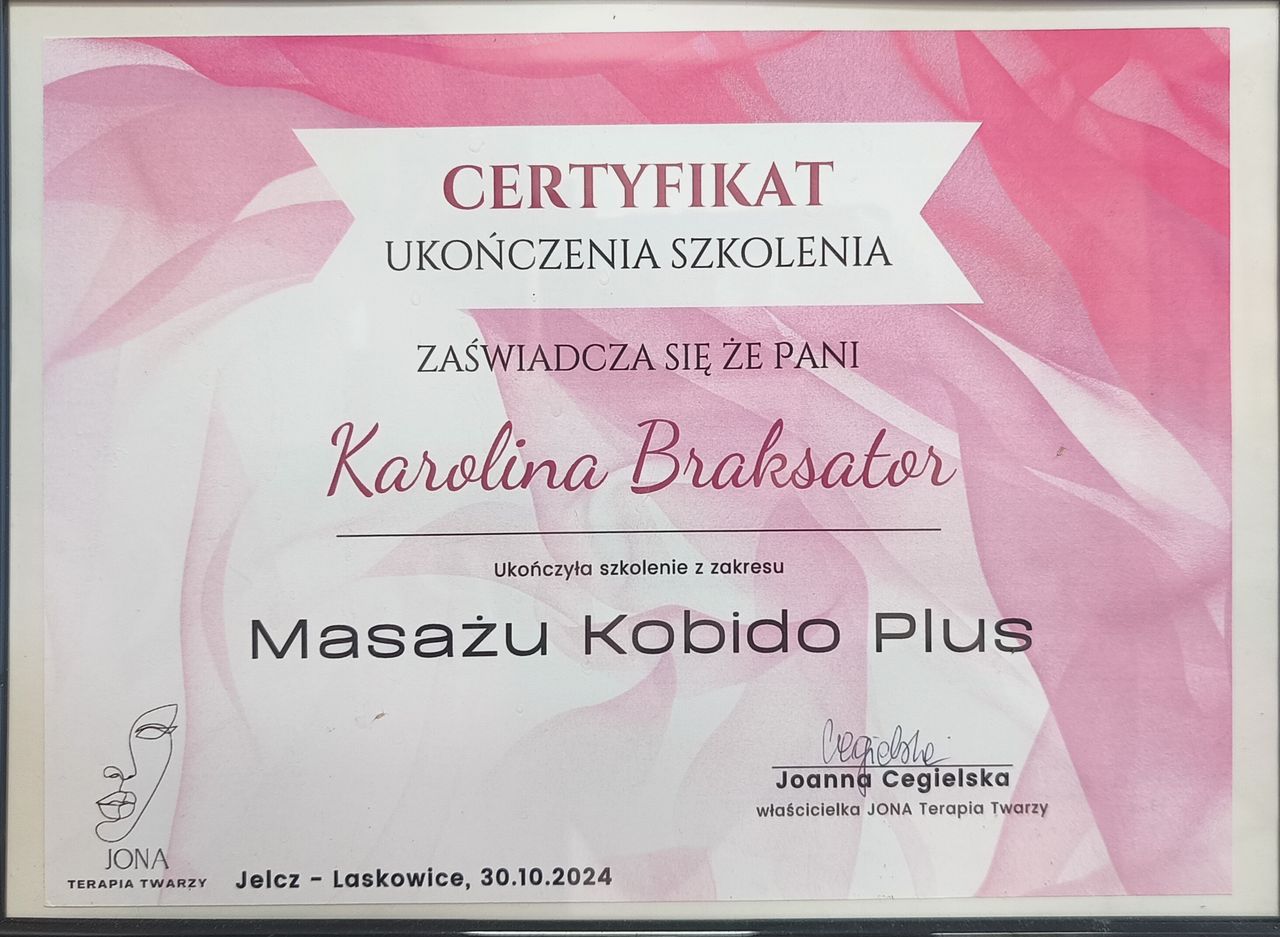 CERTYFIKAT
UKOŃCZENIA SZKOLENIA
ZAŚWIADCZA SIĘ ŻE PANI
Karolina Braksator
Ukończyła szkolenie z zakresu
Masażu Kobido Plus
Cegielska
Joanna Cegielska
właścicielka JONA Terapia Twarzy
JONA
TERAPIA TWARZY
Jelcz - Laskowice, 30.10.2024